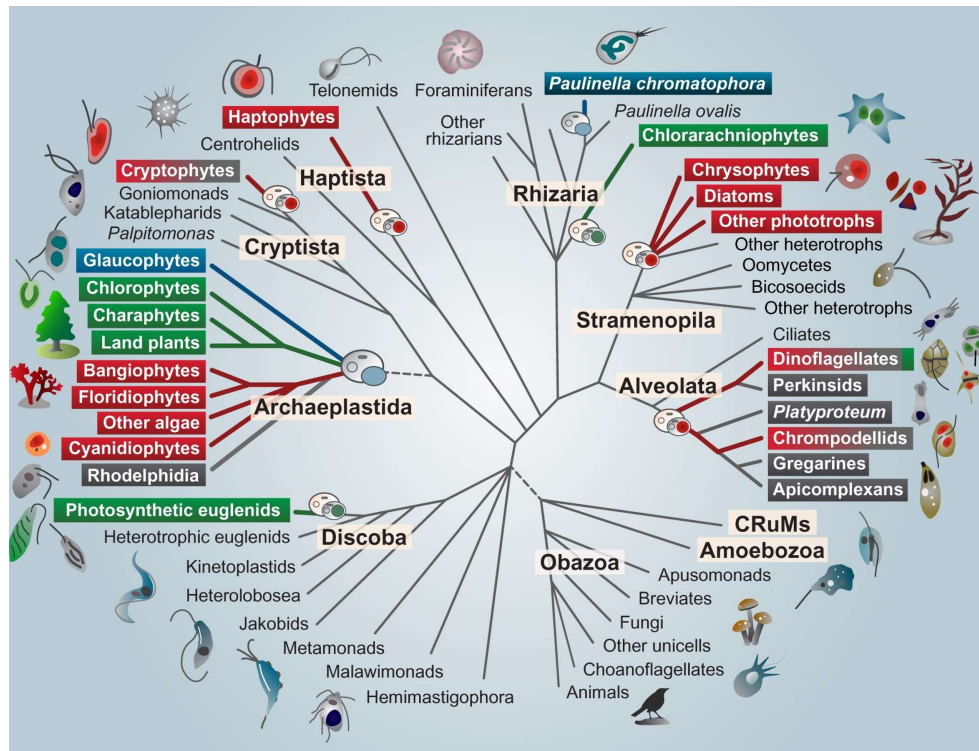 Telonemids
Foraminiferans
Paulinella chromatophora
Haptophytes
Other
rhizarians
Paulinella ovalis
Centrohelids
Chlorarachniophytes
Cryptophytes
Haptista
Rhizaria
Chrysophytes
Goniomonads
Diatoms
Katablepharids
Other phototrophs
Palpitomonas
Cryptista
Other heterotrophs
Glaucophytes
Oomycetes
Chlorophytes
Bicosoecids
Charaphytes
Stramenopila
Other heterotrophs
Land plants
Ciliates
Bangiophytes
Alveolata
Dinoflagellates
Floridiophytes
Archaeplastida
Perkinsids
Other algae
Platyproteum
Cyanidiophytes
Chrompodellids
Rhodelphidia
Gregarines
Apicomplexans
Photosynthetic euglenids
Heterotrophic euglenids
Discoba
CRuMs
Amoebozoa
Kinetoplastids
Obazoa
Apusomonads
Heterolobosea
Breviates
Jakobids
Fungi
Metamonads
Other unicells
Malawimonads
Choanoflagellates
Hemimastigophora
Animals